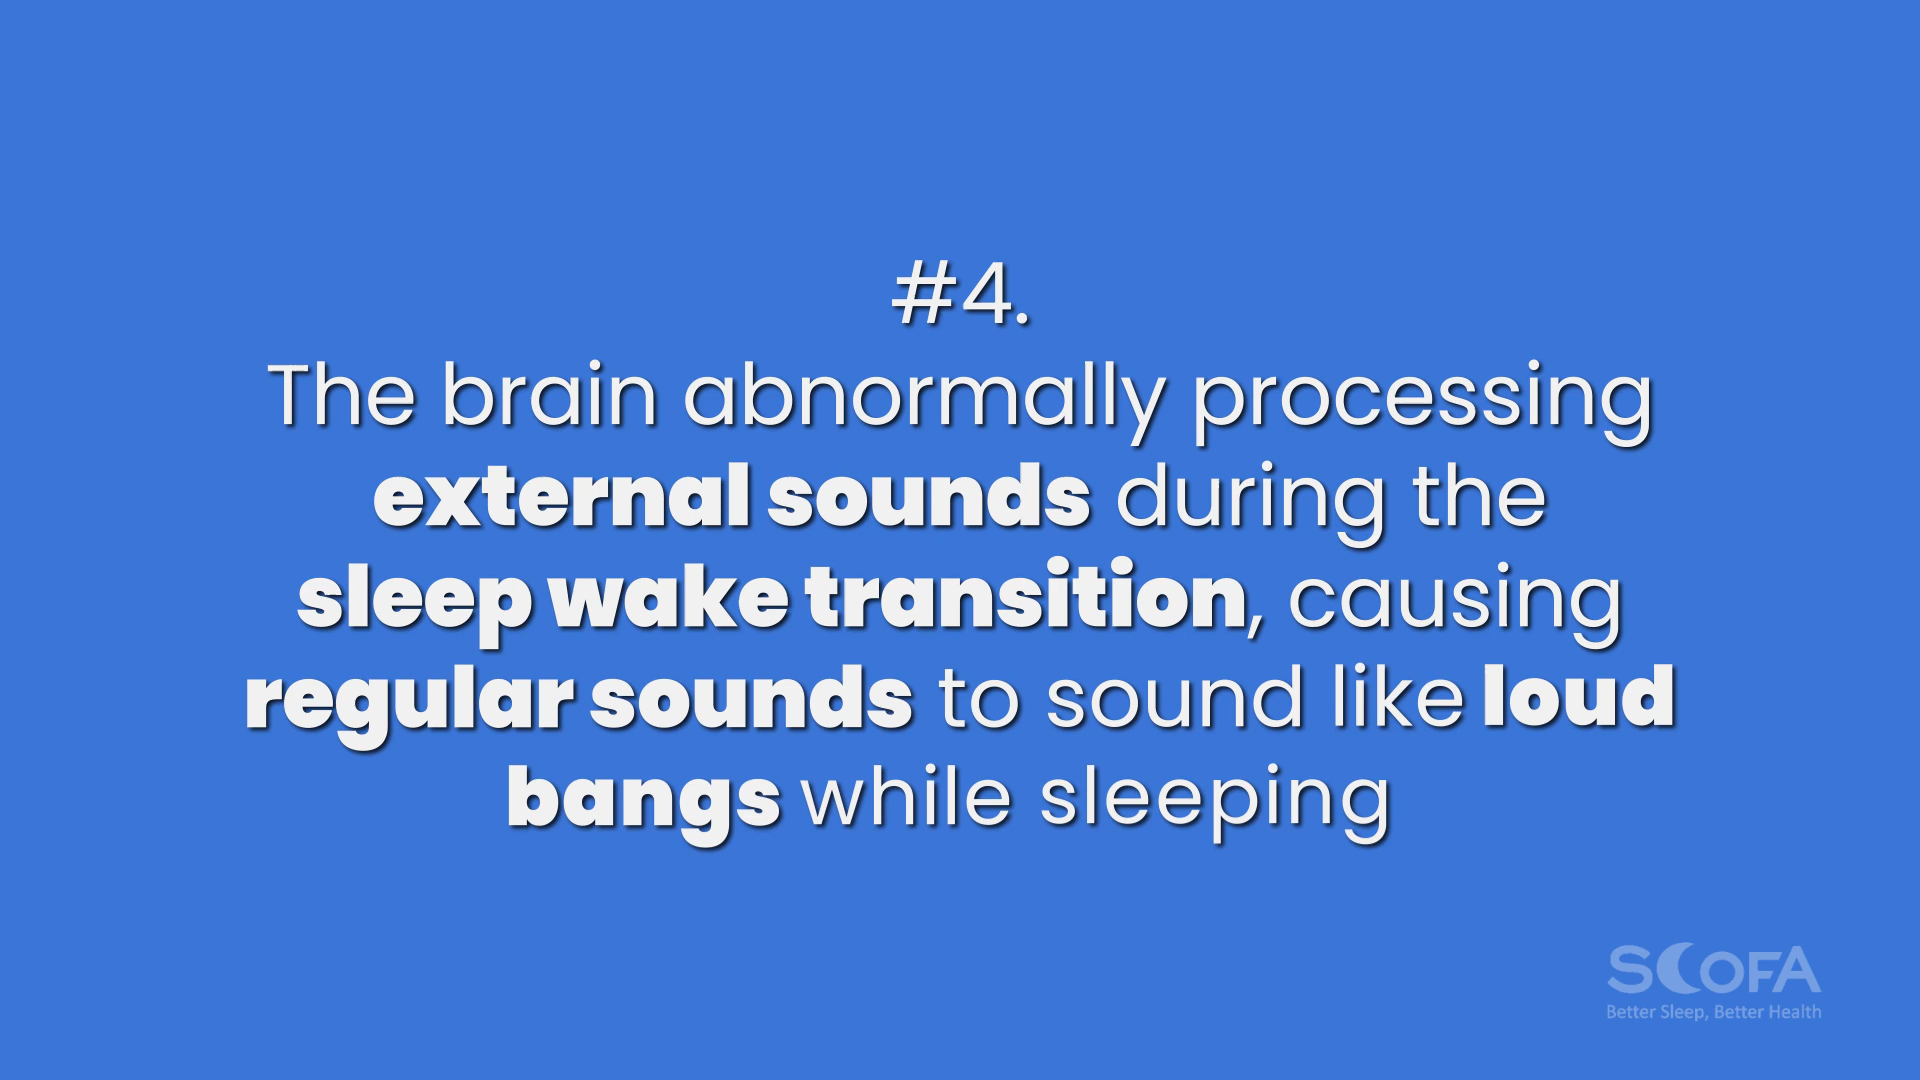 #4.
The brain abnormally processing
external sounds during the
sleep wake transition, causing
regular sounds to sound like loud
bangs while sleeping
SCOFA
Better Sleep, Better Health